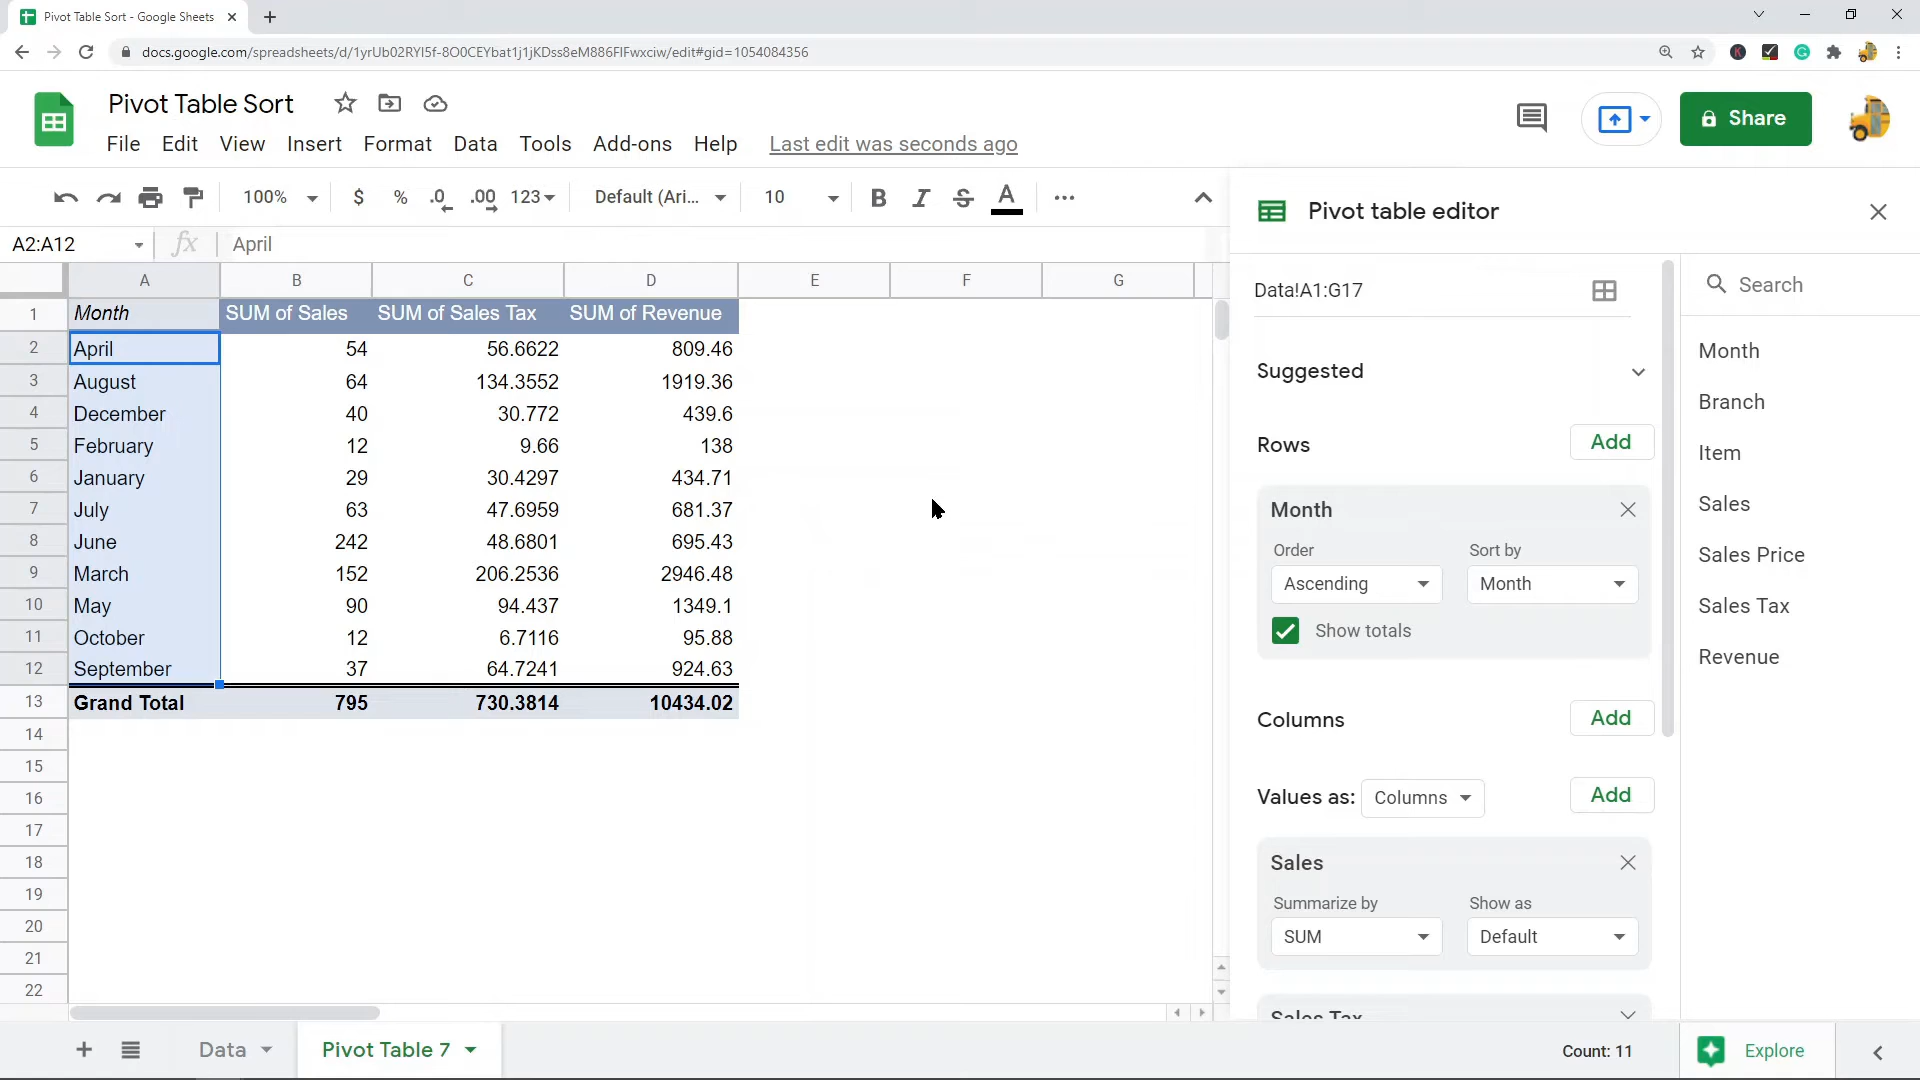 Pivot Table Sort - Google Sheets
docs.google.com/spreadsheets/d/1yrUb02RYI5f-8O0CEYbat1j1jKDss8eM886FIFwxciw/edit#gid=1054084356
Pivot Table Sort
File Edit View Insert Format Data Tools Add-ons Help Last edit was seconds ago
Share
100% $ % .0 .00 123 Default (Ari... 10 B I S A
A2:A12 fx April
A B C D E F G
1 Month SUM of Sales SUM of Sales Tax SUM of Revenue
2 April 54 56.6622 809.46
3 August 64 134.3552 1919.36
4 December 40 30.772 439.6
5 February 12 9.66 138
6 January 29 30.4297 434.71
7 July 63 47.6959 681.37
8 June 242 48.6801 695.43
9 March 152 206.2536 2946.48
10 May 90 94.437 1349.1
11 October 12 6.7116 95.88
12 September 37 64.7241 924.63
13 Grand Total 795 730.3814 10434.02
14
15
16
17
18
19
20
21
22
Pivot table editor
Data!A1:G17
Suggested
Rows Add
Month
Order Sort by
Ascending Month
Show totals
Columns Add
Values as: Columns Add
Sales
Summarize by Show as
SUM Default
Sales Tax
Search
Month
Branch
Item
Sales
Sales Price
Sales Tax
Revenue
Data Pivot Table 7 Count: 11 Explore